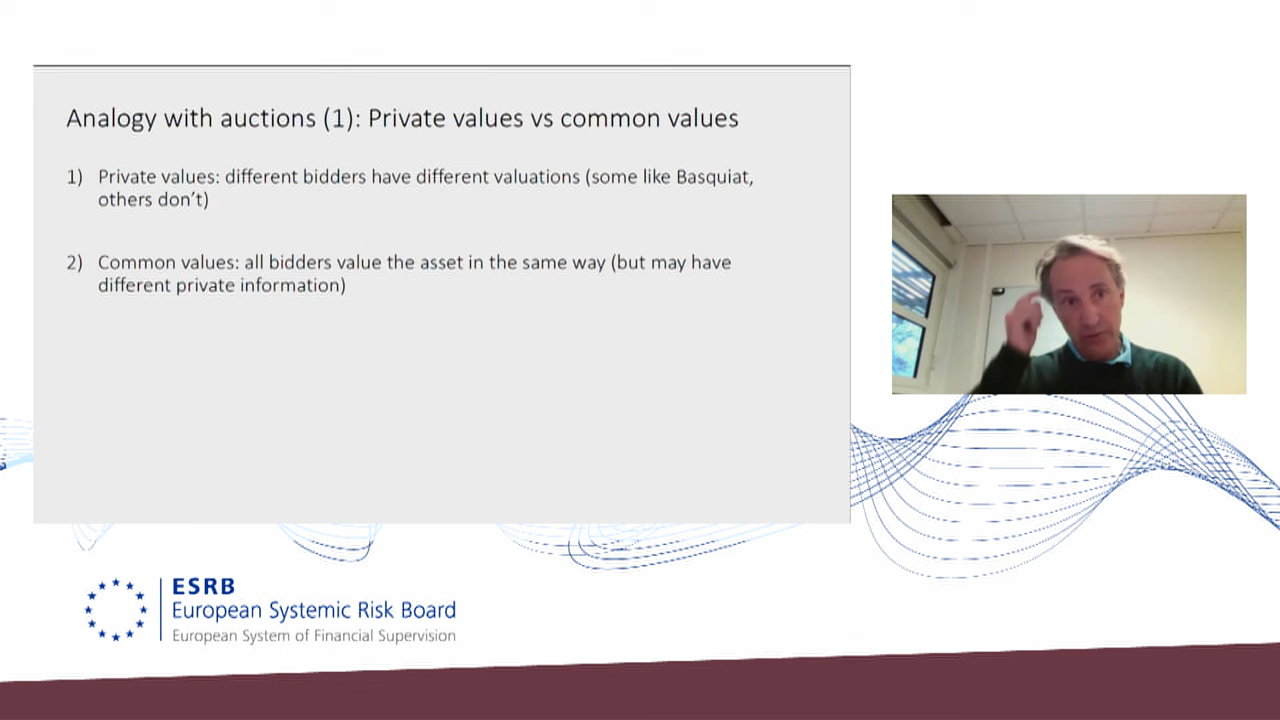 Analogy with auctions (1): Private values vs common values
1) Private values: different bidders have different valuations (some like Basquiat,
others don't)
2) Common values: all bidders value the asset in the same way (but may have
different private information)
ESRB
European Systemic Risk Board
European System of Financial Supervision